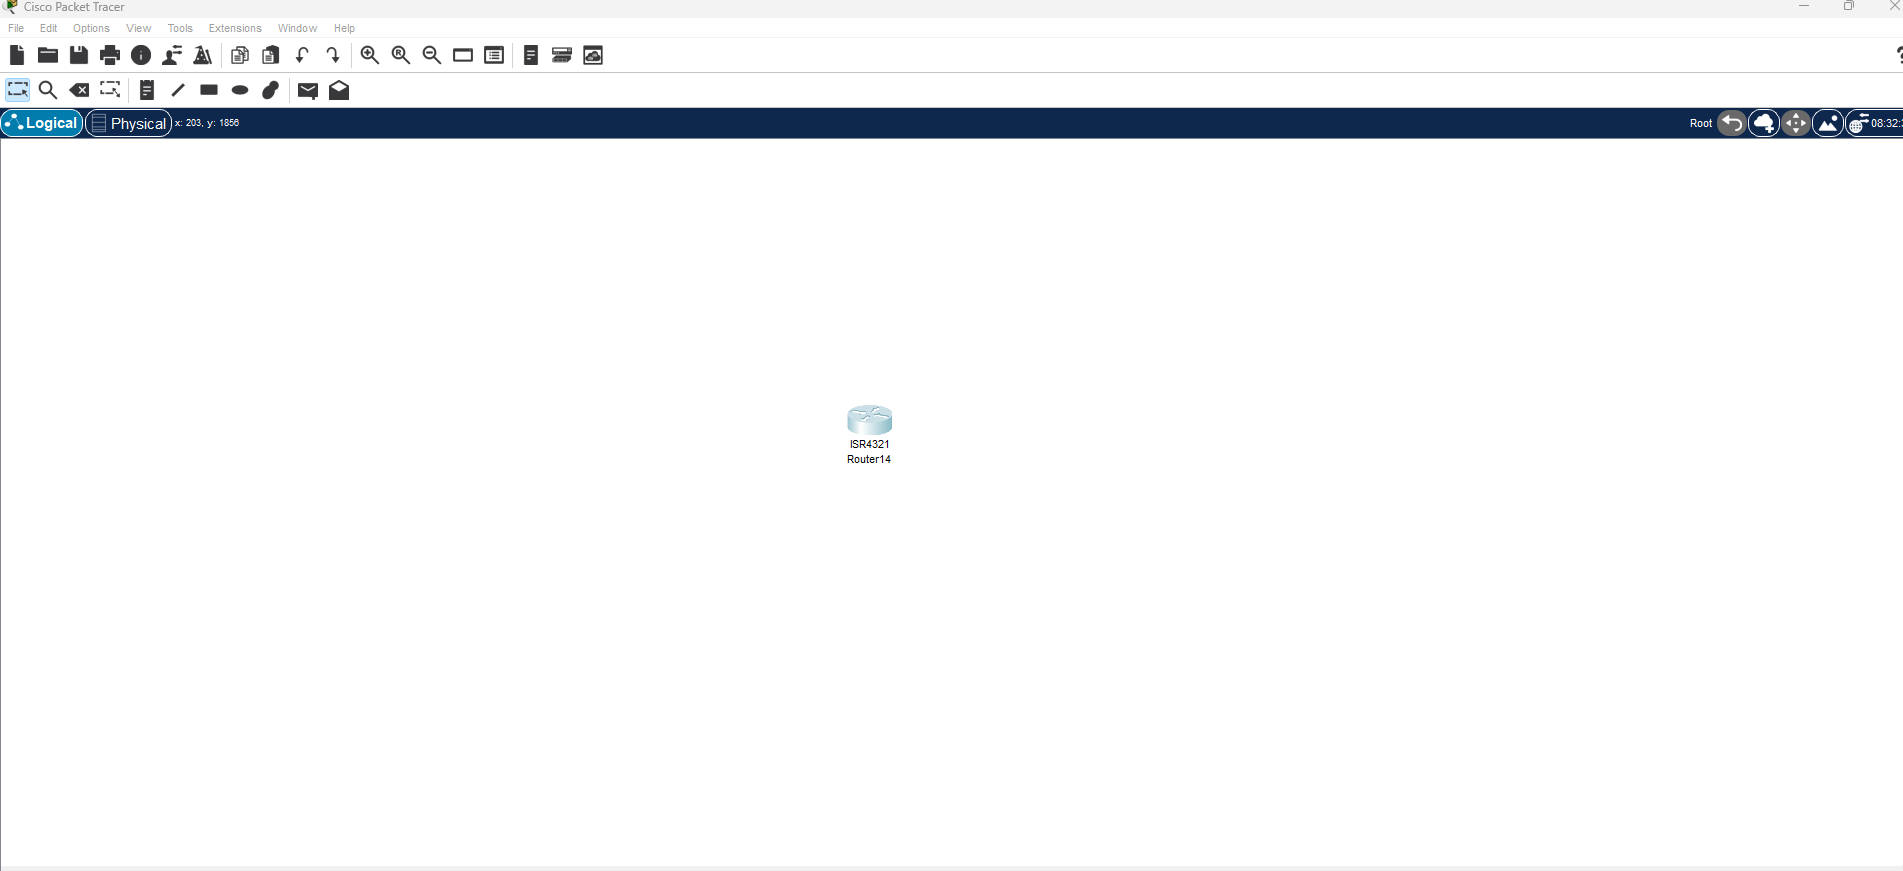 Cisco Packet Tracer
File Edit Options View Tools Extensions Window Help
Logical Physical x: 203, y: 1856 Root 08:32:
ISR4321
Router14